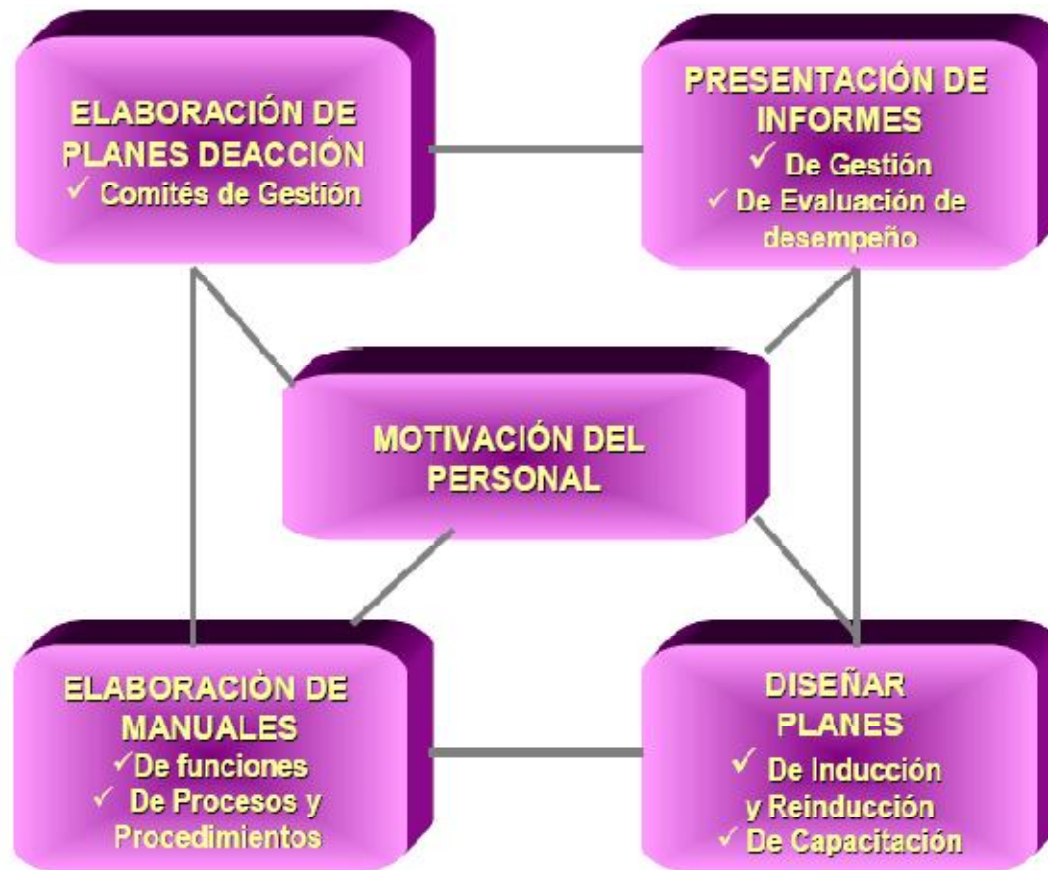 ELABORACIÓN DE
PLANES DEACCIÓN
✓ Comités de Gestión
PRESENTACIÓN DE
INFORMES
✓ De Gestión
✓ De Evaluación de
desempeño
MOTIVACIÓN DEL
PERSONAL
ELABORACIÓN DE
MANUALES
✓De funciones
✓ De Procesos y
Procedimientos
DISEÑAR
PLANES
✓ De Inducción
y Reinducción
✓ De Capacitación